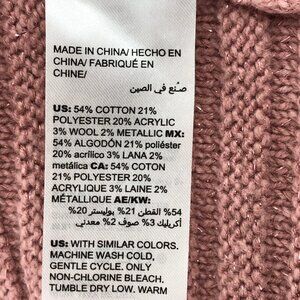 MADE IN CHINA/ HECHO EN
CHINA/ FABRIQUÉ EN
CHINE/
صنع في الصين
US: 54% COTTON 21%
POLYESTER 20% ACRYLIC
3% WOOL 2% METALLIC MX:
54% ALGODÓN 21% poliéster
20% acrílico 3% LANA 2%
metálica CA: 54% COTON
21% POLYESTER 20%
ACRYLIQUE 3% LAINE 2%
MÉTALLIQUE AE/KW:
54% القطن 21% بوليستر 20%
أكريليك 3% صوف 2% معدني
US: WITH SIMILAR COLORS.
MACHINE WASH COLD,
GENTLE CYCLE. ONLY
NON-CHLORINE BLEACH.
TUMBLE DRY LOW. WARM